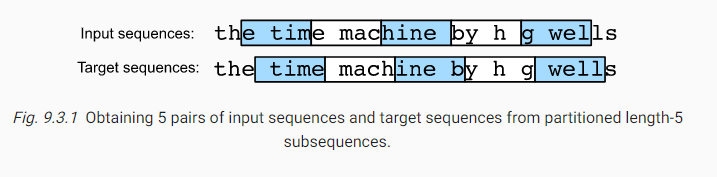 Input sequences: the time machine by h g wells
Target sequences: the time machine by h g wells
Fig. 9.3.1 Obtaining 5 pairs of input sequences and target sequences from partitioned length-5
subsequences.